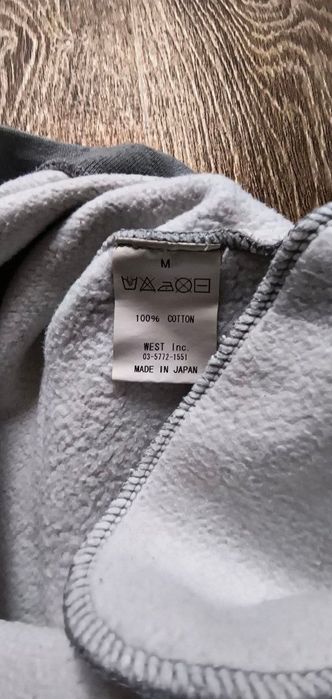 M
100% COTTON
WEST Inc.
03-5772-1551
MADE IN JAPAN